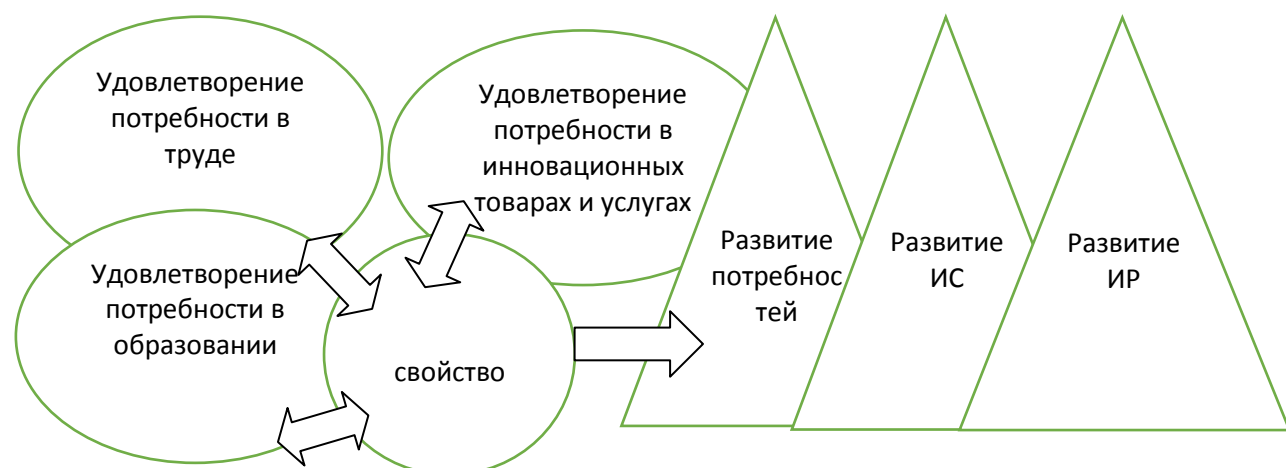 Удовлетворение
потребности в
труде
Удовлетворение
потребности в
инновационных
товарах и услугах
Удовлетворение
потребности в
образовании
свойство
Развитие
потребнос
тей
Развитие
ИС
Развитие
ИР